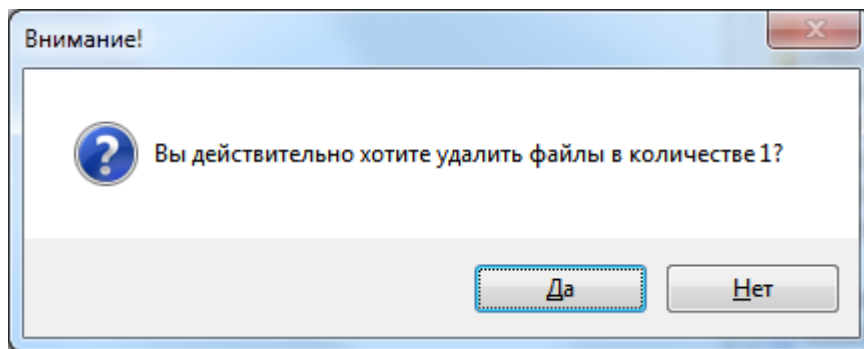 Внимание!
Вы действительно хотите удалить файлы в количестве 1?
Да
Нет